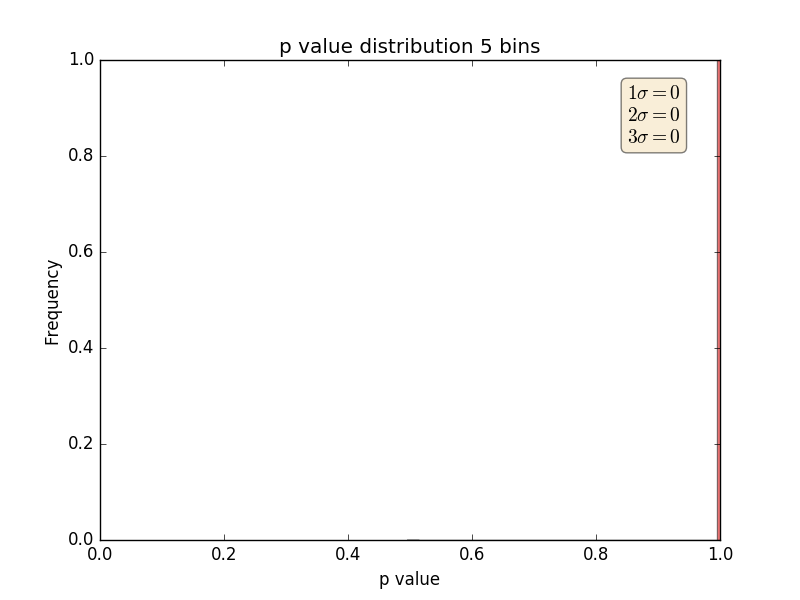 p value distribution 5 bins
1σ = 0
2σ = 0
3σ = 0
1.0
0.8
0.6
0.4
0.2
0.0
Frequency
0.0 0.2 0.4 0.6 0.8 1.0
p value